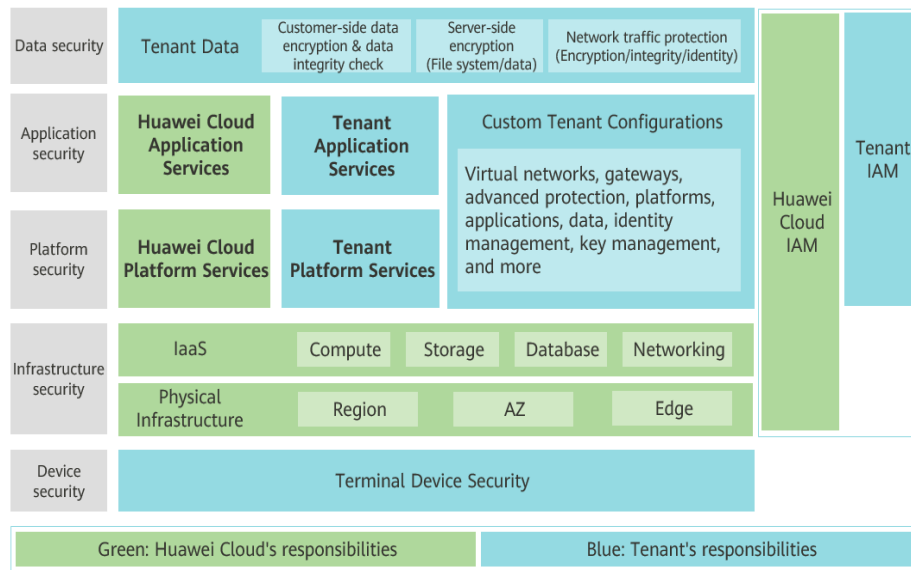 Data security
Tenant Data
Customer-side data
encryption & data
integrity check
Server-side
encryption
(File system/data)
Network traffic protection
(Encryption/integrity/identity)
Application
security
Huawei Cloud
Application
Services
Tenant
Application
Services
Custom Tenant Configurations
Virtual networks, gateways,
advanced protection, platforms,
applications, data, identity
management, key management,
and more
Platform
security
Huawei Cloud
Platform Services
Tenant
Platform Services
Huawei
Cloud
IAM
Tenant
IAM
Infrastructure
security
IaaS
Compute
Storage
Database
Networking
Physical
Infrastructure
Region
AZ
Edge
Device
security
Terminal Device Security
Green: Huawei Cloud's responsibilities
Blue: Tenant's responsibilities